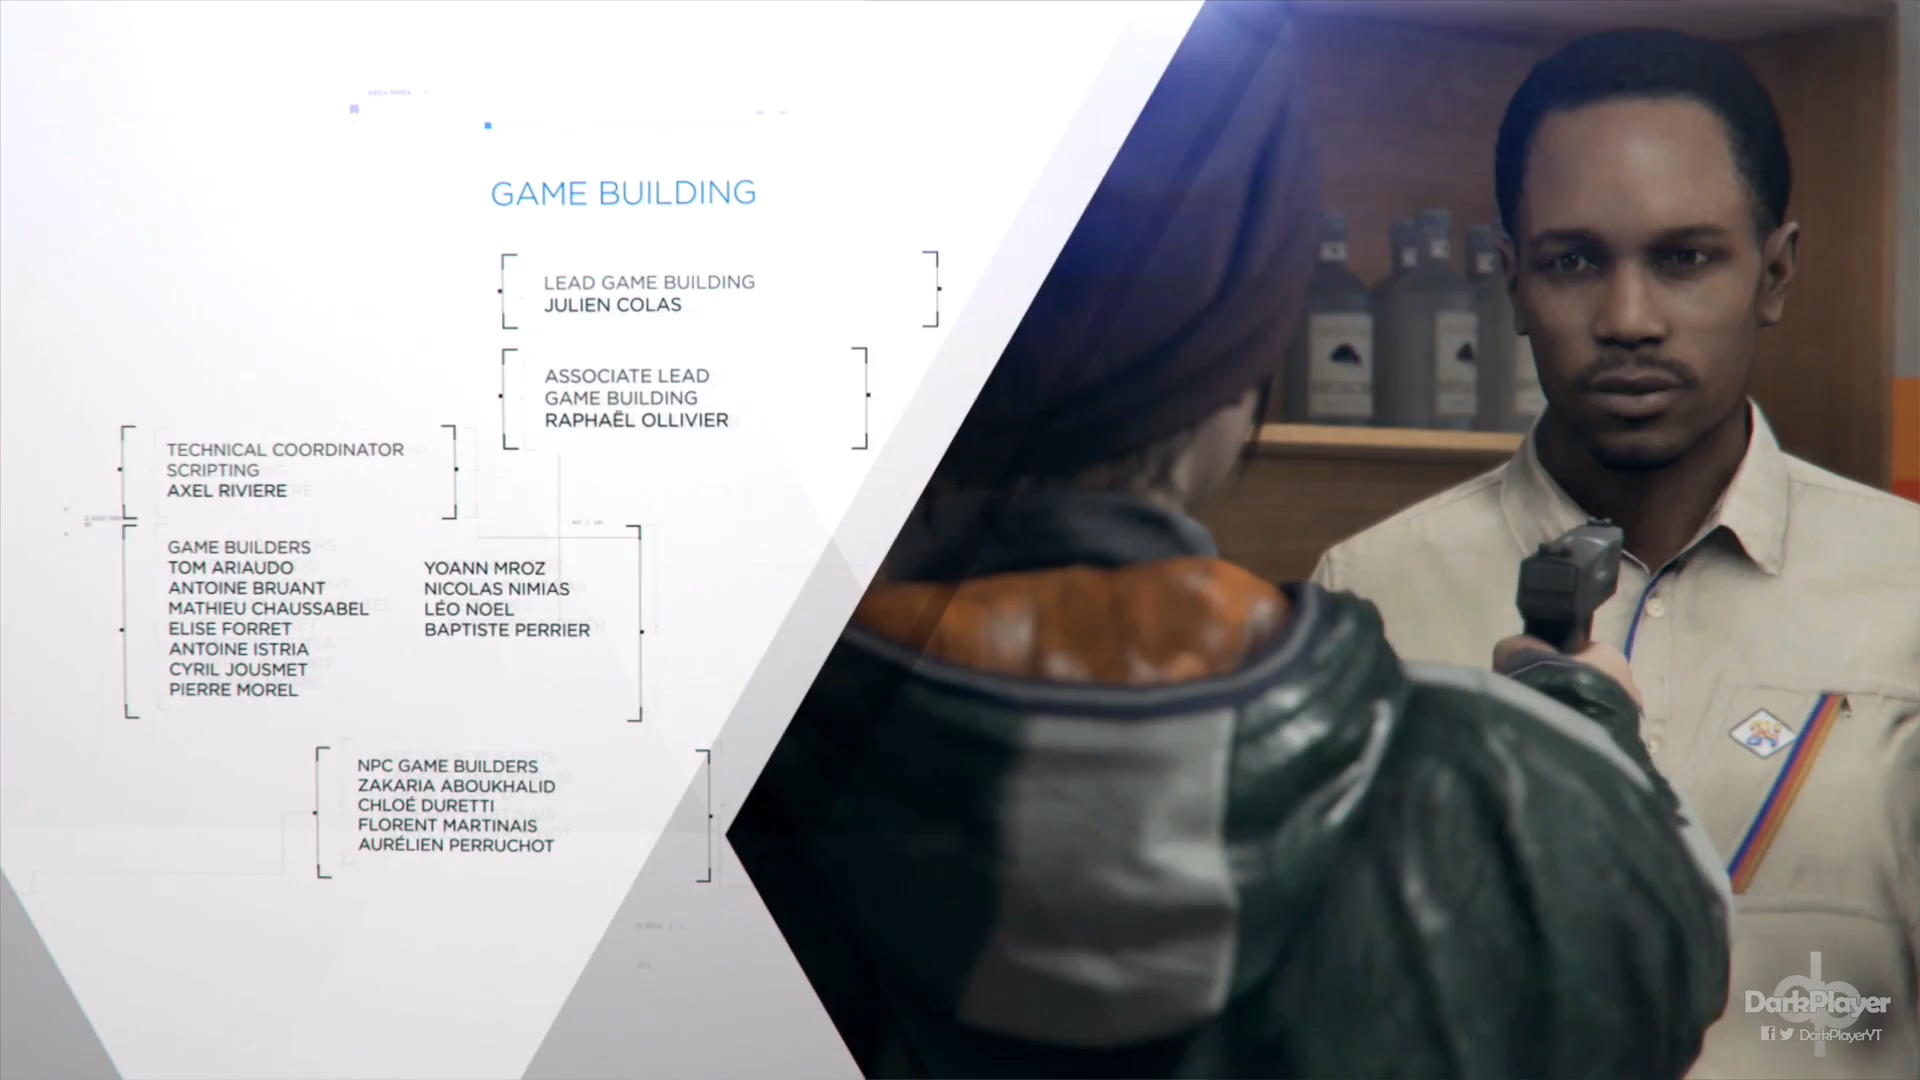 GAME BUILDING
LEAD GAME BUILDING
JULIEN COLAS
ASSOCIATE LEAD
GAME BUILDING
RAPHAËL OLLIVIER
TECHNICAL COORDINATOR
SCRIPTING
AXEL RIVIERE
GAME BUILDERS
TOM ARIAUDO
ANTOINE BRUANT
MATHIEU CHAUSSABEL
ELISE FORRET
ANTOINE ISTRIA
CYRIL JOUSMET
PIERRE MOREL
YOANN MROZ
NICOLAS NIMIAS
LÉO NOEL
BAPTISTE PERRIER
NPC GAME BUILDERS
ZAKARIA ABOUKHALID
CHLOÉ DURETTI
FLORENT MARTINAIS
AURÉLIEN PERRUCHOT
DarkPlayer
DarkPlayerYT